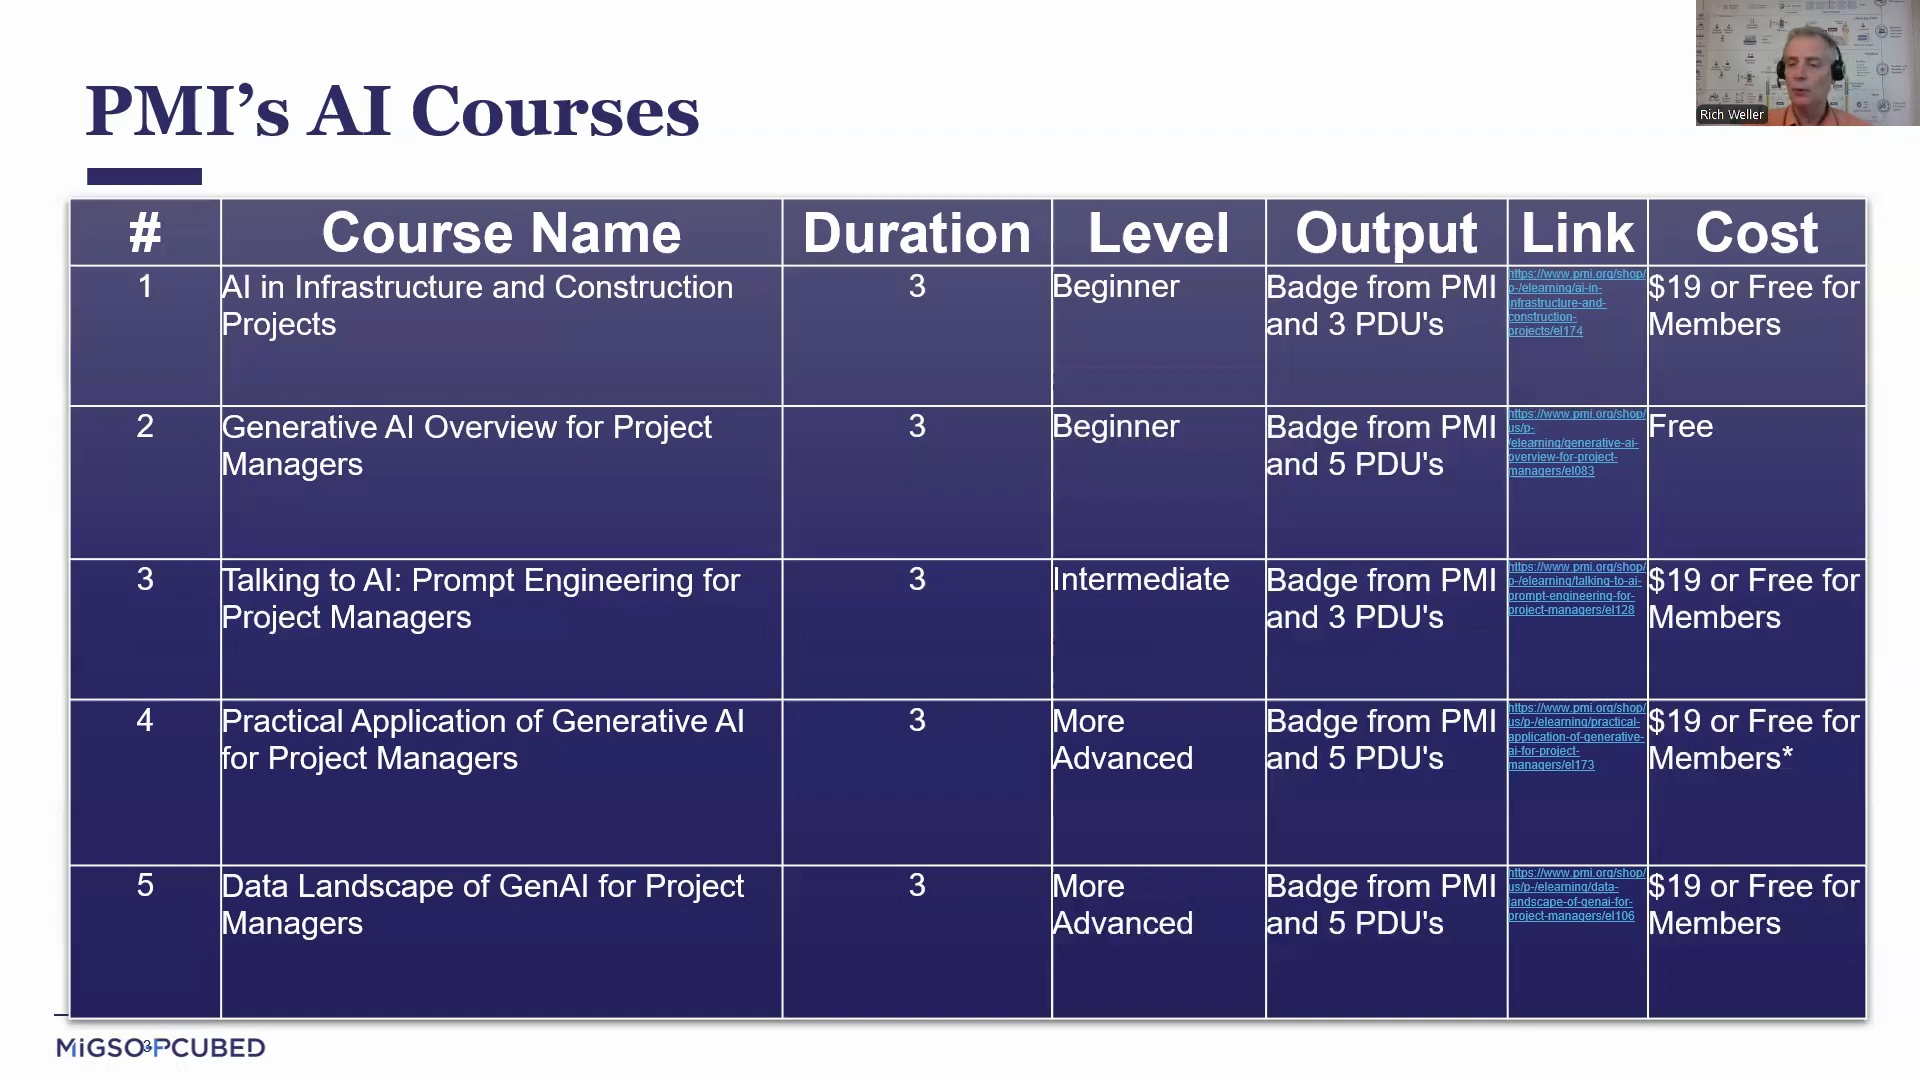 PMI's AI Courses
Rich Weller
# Course Name Duration Level Output Link Cost
1 AI in Infrastructure and Construction Projects 3 Beginner Badge from PMI and 3 PDU's https://www.pmi.org/shop/p-/elearning/ai-in-infrastructure-and-construction-projects/el174 $19 or Free for Members
2 Generative AI Overview for Project Managers 3 Beginner Badge from PMI and 5 PDU's https://www.pmi.org/shop/us/p-/elearning/generative-ai-overview-for-project-managers/el083 Free
3 Talking to AI: Prompt Engineering for Project Managers 3 Intermediate Badge from PMI and 3 PDU's https://www.pmi.org/shop/p-/elearning/talking-to-ai-prompt-engineering-for-project-managers/el128 $19 or Free for Members
4 Practical Application of Generative AI for Project Managers 3 More Advanced Badge from PMI and 5 PDU's https://www.pmi.org/shop/us/p-/elearning/practical-application-of-generative-ai-for-project-managers/el173 $19 or Free for Members*
5 Data Landscape of GenAI for Project Managers 3 More Advanced Badge from PMI and 5 PDU's https://www.pmi.org/shop/us/p-/elearning/data-landscape-of-genai-for-project-managers/el106 $19 or Free for Members
MIGSO-PCUBED
3